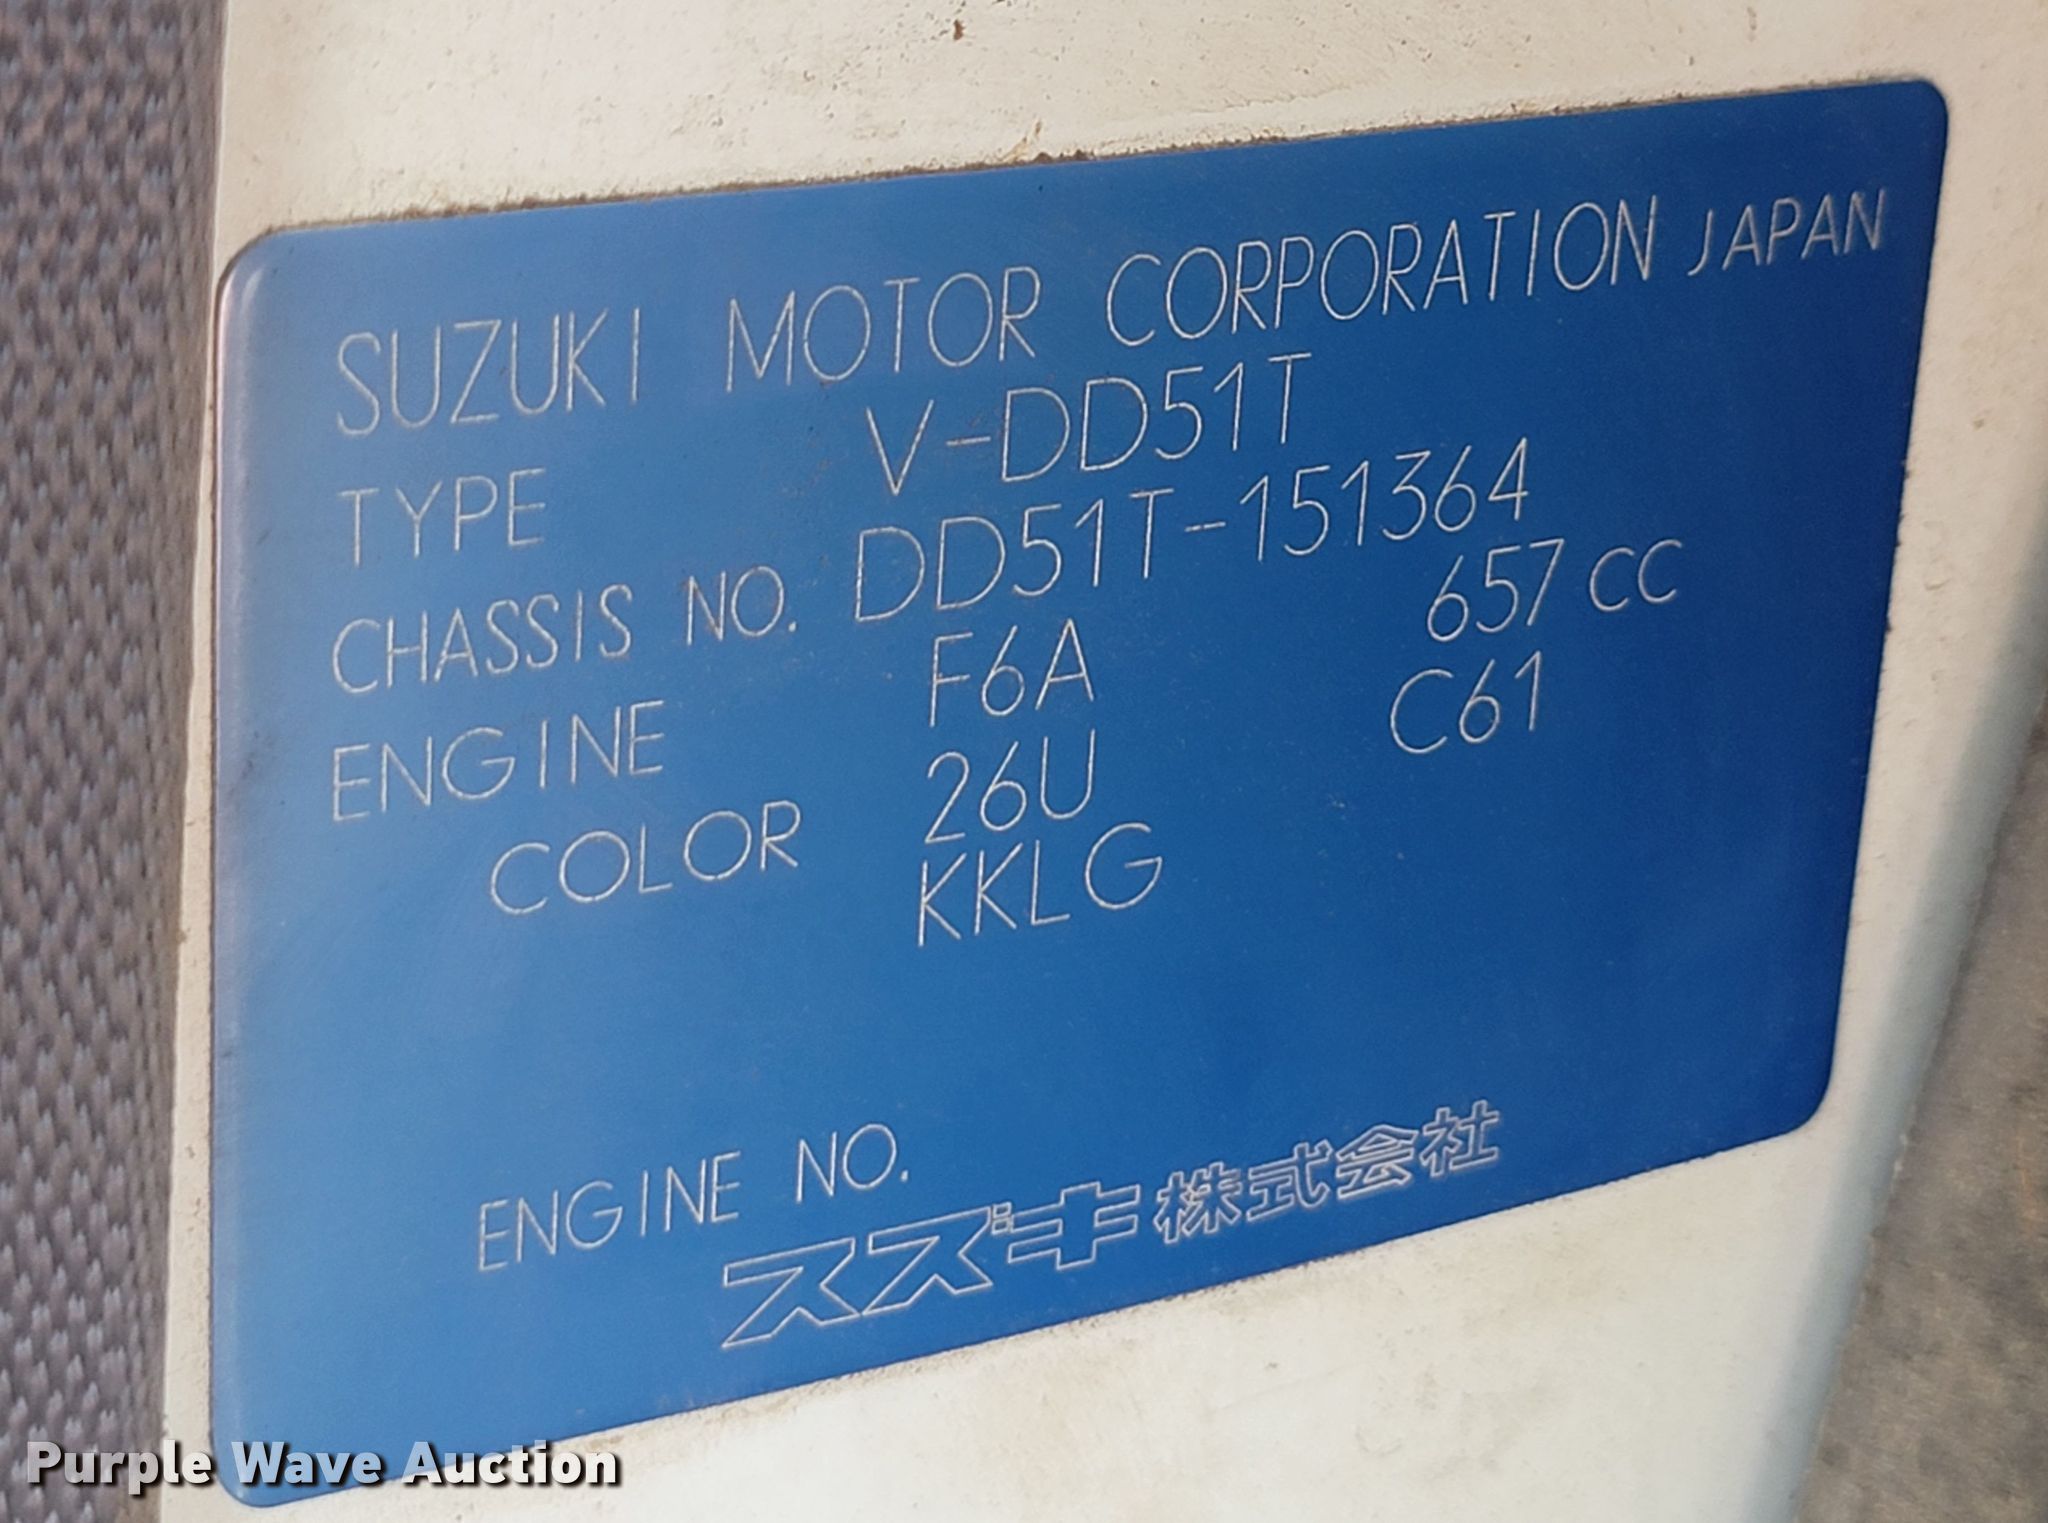 SUZUKI MOTOR CORPORATION JAPAN
TYPE V-DD51T
CHASSIS NO. DD51T-151364
ENGINE F6A 657 CC
COLOR 26U C61
KKLG
ENGINE NO.
スズキ株式会社
Purple Wave Auction